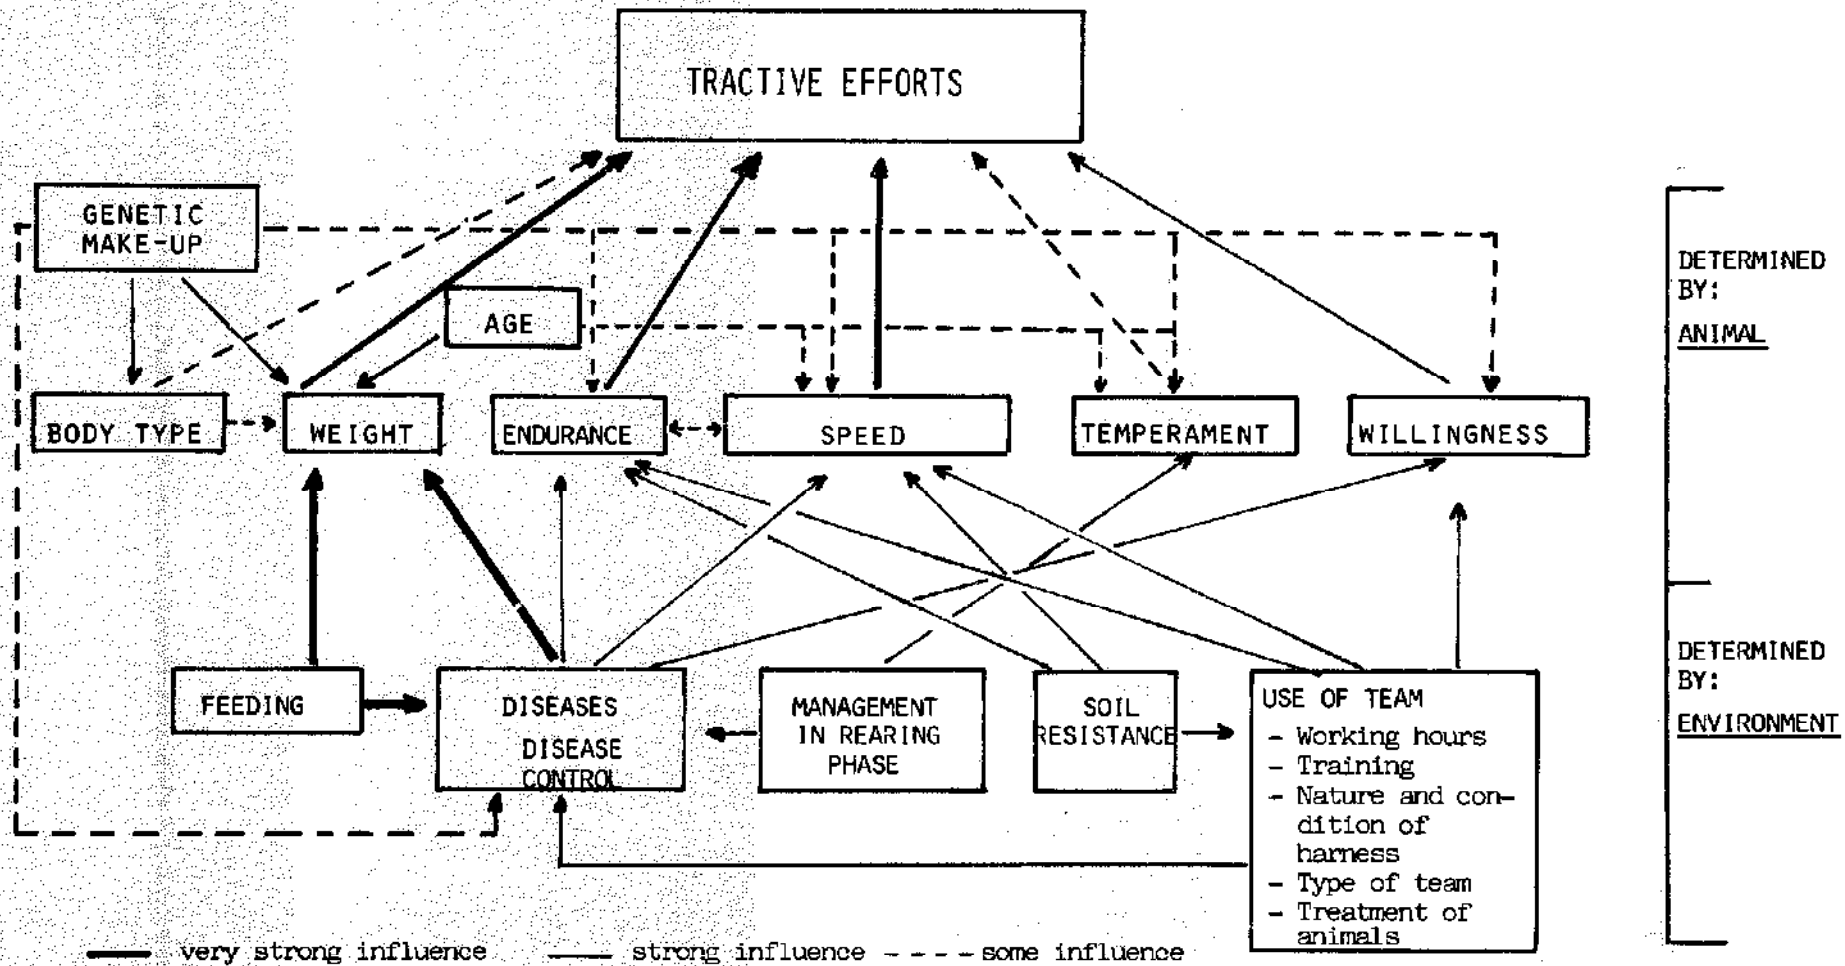 TRACTIVE EFFORTS
GENETIC
MAKE-UP
AGE
BODY TYPE
WEIGHT
ENDURANCE
SPEED
TEMPERAMENT
WILLINGNESS
DETERMINED
BY:
ANIMAL
FEEDING
DISEASES
DISEASE
CONTROL
MANAGEMENT
IN REARING
PHASE
SOIL
RESISTANCE
USE OF TEAM
- Working hours
- Training
- Nature and con-
dition of
harness
- Type of team
- Treatment of
animals
DETERMINED
BY:
ENVIRONMENT
very strong influence
strong influence
some influence